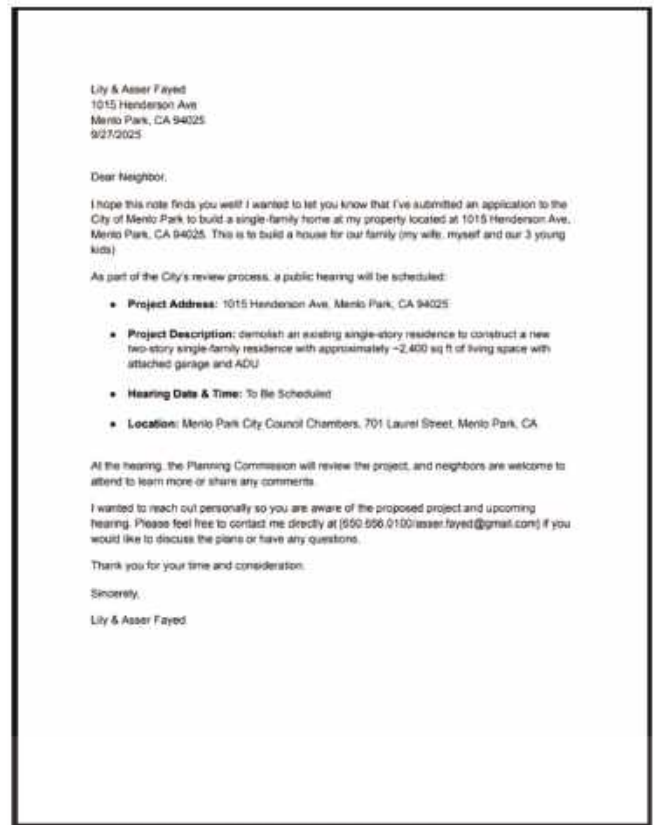 Lily & Asser Fayed
1015 Henderson Ave
Menlo Park, CA 94025
9/27/2025
Dear Neighbor,
I hope this note finds you well! I wanted to let you know that I've submitted an application to the
City of Menlo Park to build a single-family home at my property located at 1015 Henderson Ave,
Menlo Park, CA 94025. This is to build a house for our family (my wife, myself and our 3 young
kids)
As part of the City's review process, a public hearing will be scheduled:
• Project Address: 1015 Henderson Ave, Menlo Park, CA 94025
• Project Description: demolish an existing single-story residence to construct a new
two-story single-family residence with approximately ~2,400 sq ft of living space with
attached garage and ADU
• Hearing Date & Time: To Be Scheduled
• Location: Menlo Park City Council Chambers, 701 Laurel Street, Menlo Park, CA
At the hearing, the Planning Commission will review the project, and neighbors are welcome to
attend to learn more or share any comments.
I wanted to reach out personally so you are aware of the proposed project and upcoming
hearing. Please feel free to contact me directly at if you
would like to discuss the plans or have any questions.
Thank you for your time and consideration.
Sincerely,
Lily & Asser Fayed